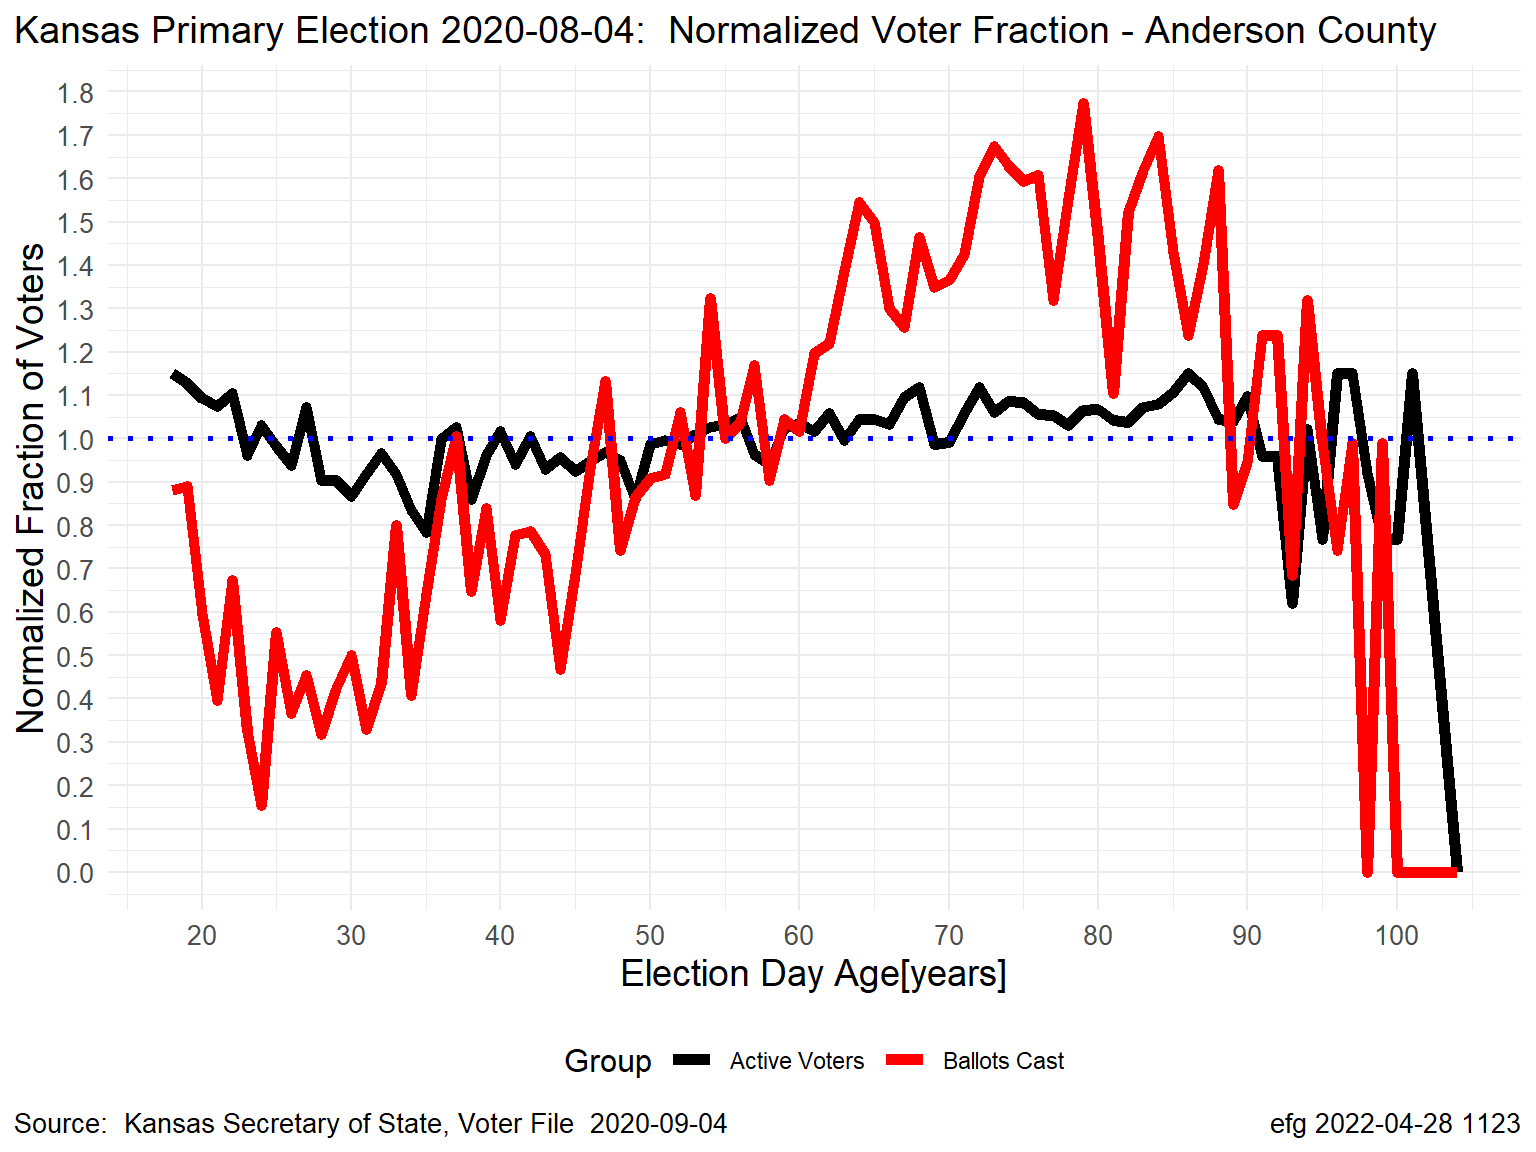 Kansas Primary Election 2020-08-04:  Normalized Voter Fraction - Anderson County
Normalized Fraction of Voters
1.8
1.7
1.6
1.5
1.4
1.3
1.2
1.1
1.0
0.9
0.8
0.7
0.6
0.5
0.4
0.3
0.2
0.1
0.0
20 30 40 50 60 70 80 90 100
Election Day Age[years]
Group Active Voters Ballots Cast
Source:  Kansas Secretary of State, Voter File  2020-09-04
efg 2022-04-28 1123